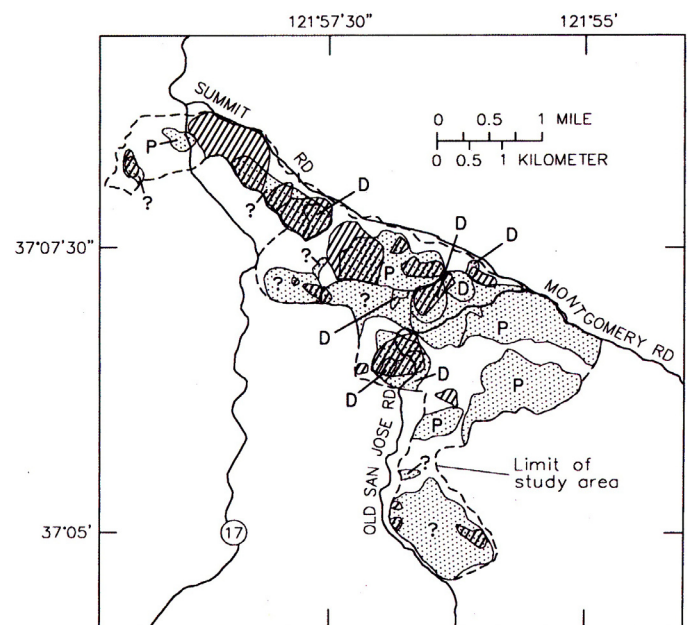 121°57'30" 121°55'
SUMMIT RD
0 0.5 1 MILE
0 0.5 1 KILOMETER
P
?
?
D
D
D
37°07'30"
?
P
D
?
?
MONTGOMERY RD
D
P
D
D
P
P
OLD SAN JOSE RD
?
Limit of
study area
37°05'
17
?